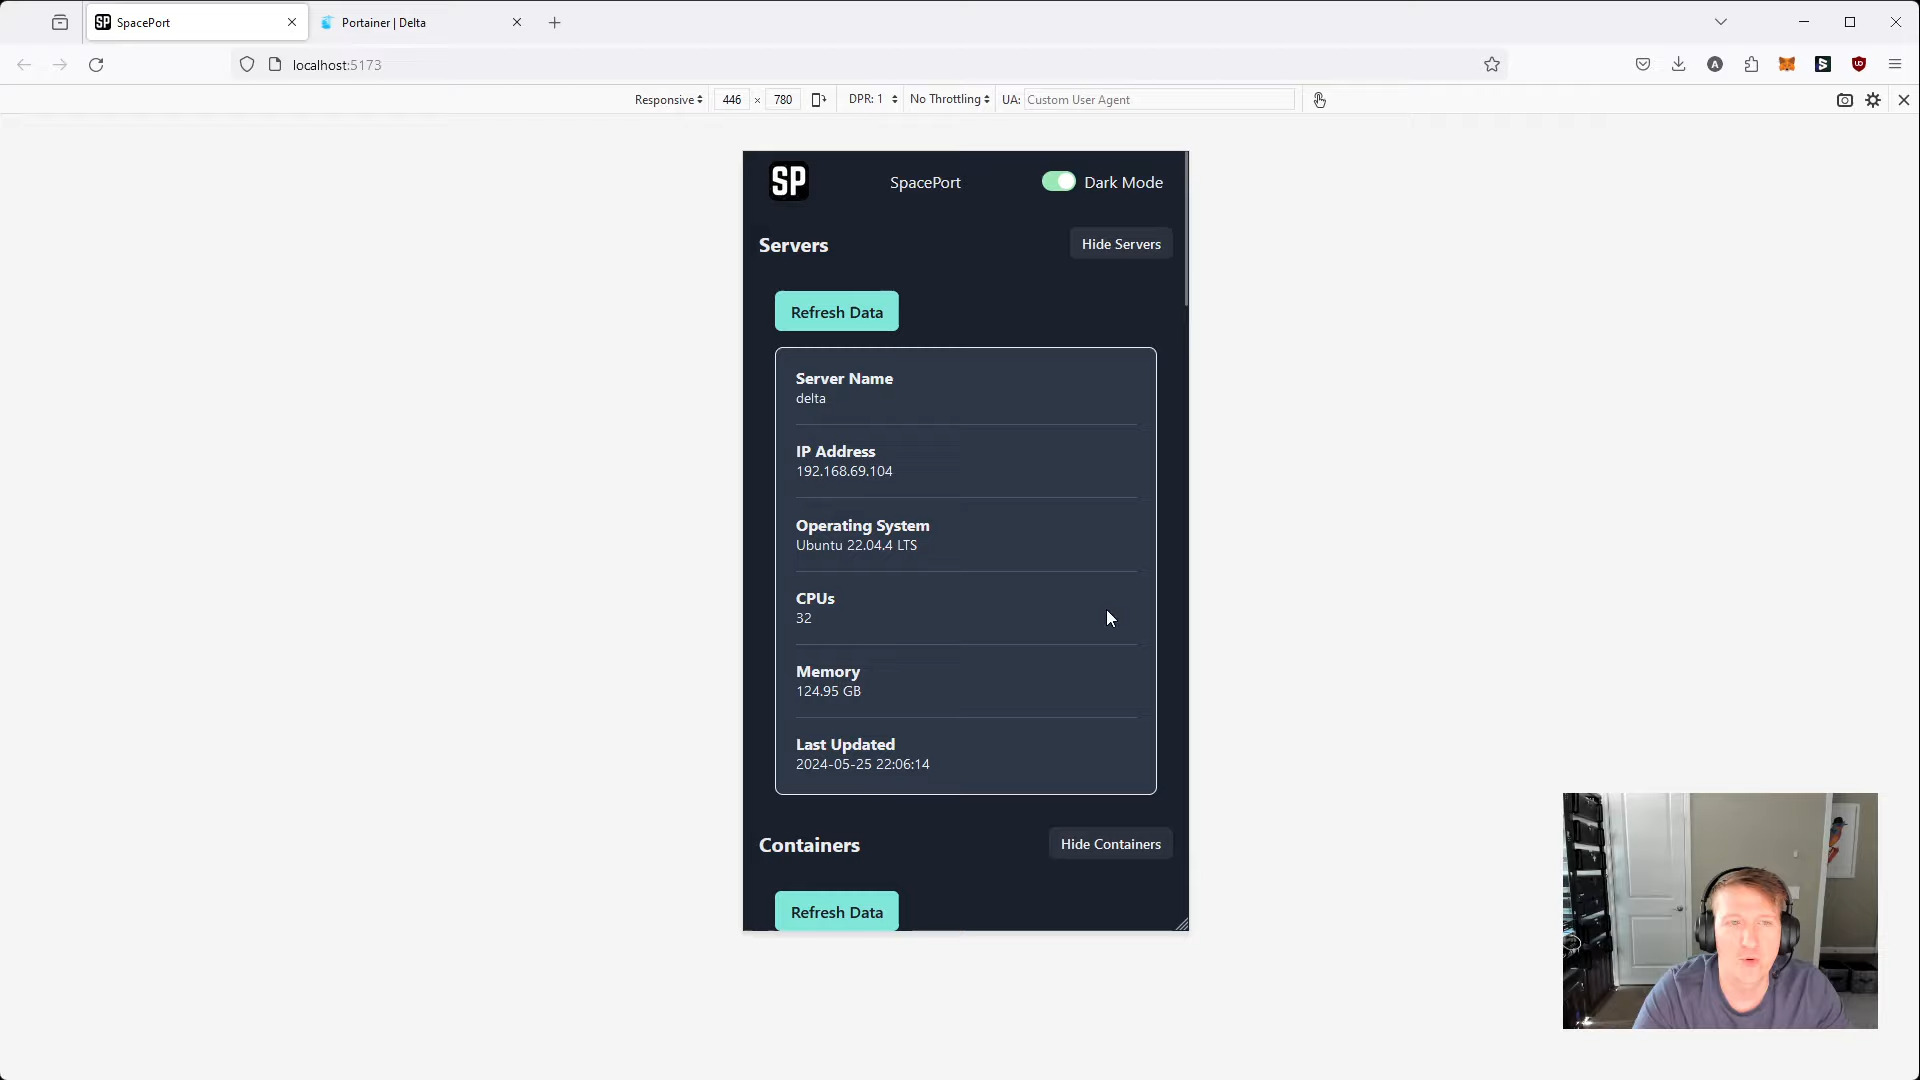 SP SpacePort
Portainer | Delta
localhost:5173
Responsive 446 × 780 DPR: 1 No Throttling UA: Custom User Agent
A
SP SpacePort Dark Mode
Servers Hide Servers
Refresh Data
Server Name
delta
IP Address
192.168.69.104
Operating System
Ubuntu 22.04.4 LTS
CPUs
32
Memory
124.95 GB
Last Updated
2024-05-25 22:06:14
Containers Hide Containers
Refresh Data